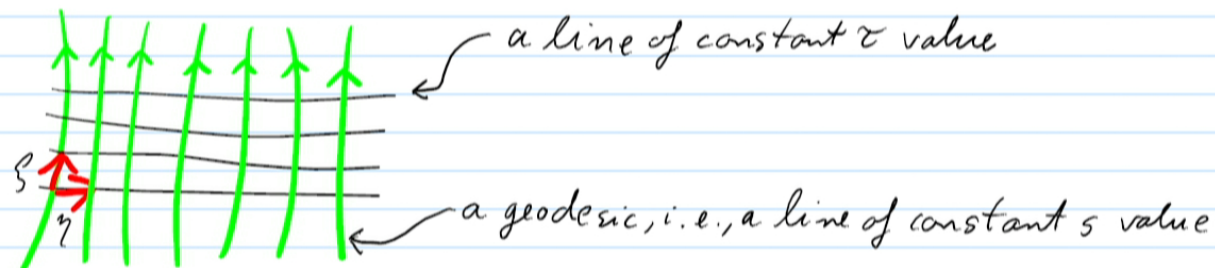 a line of constant τ value
ξ
a geodesic, i.e., a line of constant s value
η